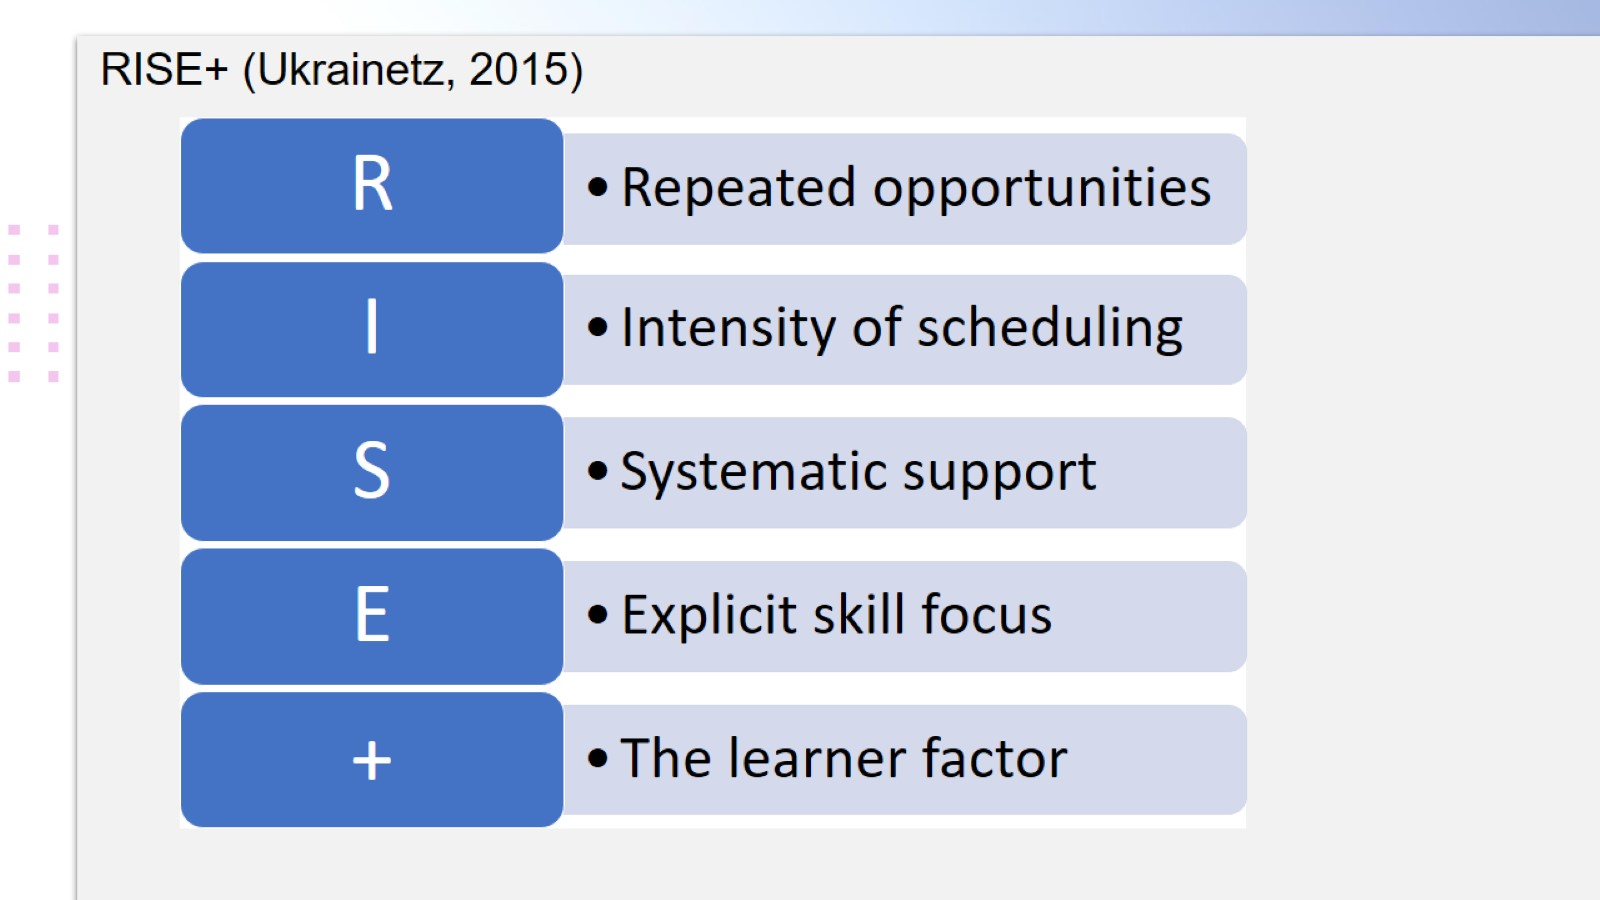 RISE+ (Ukrainetz, 2015)
R
• Repeated opportunities
I
• Intensity of scheduling
S
• Systematic support
E
• Explicit skill focus
+
• The learner factor